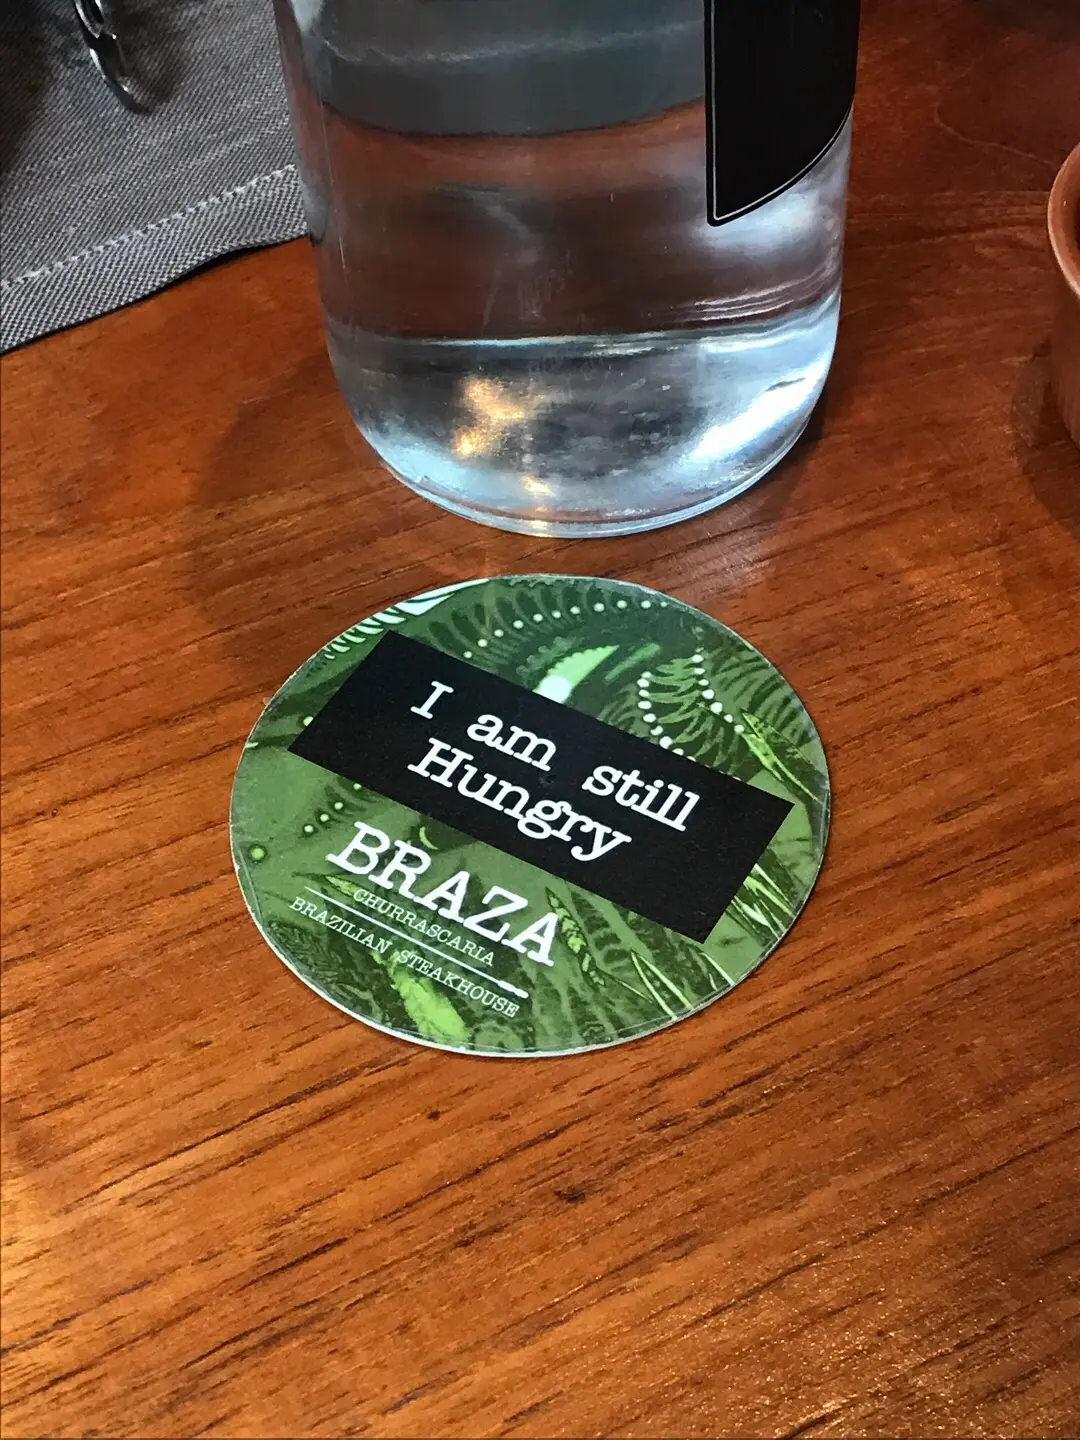 I am still
Hungry
BRAZA
CHURRASCARIA
BRAZILIAN STEAKHOUSE